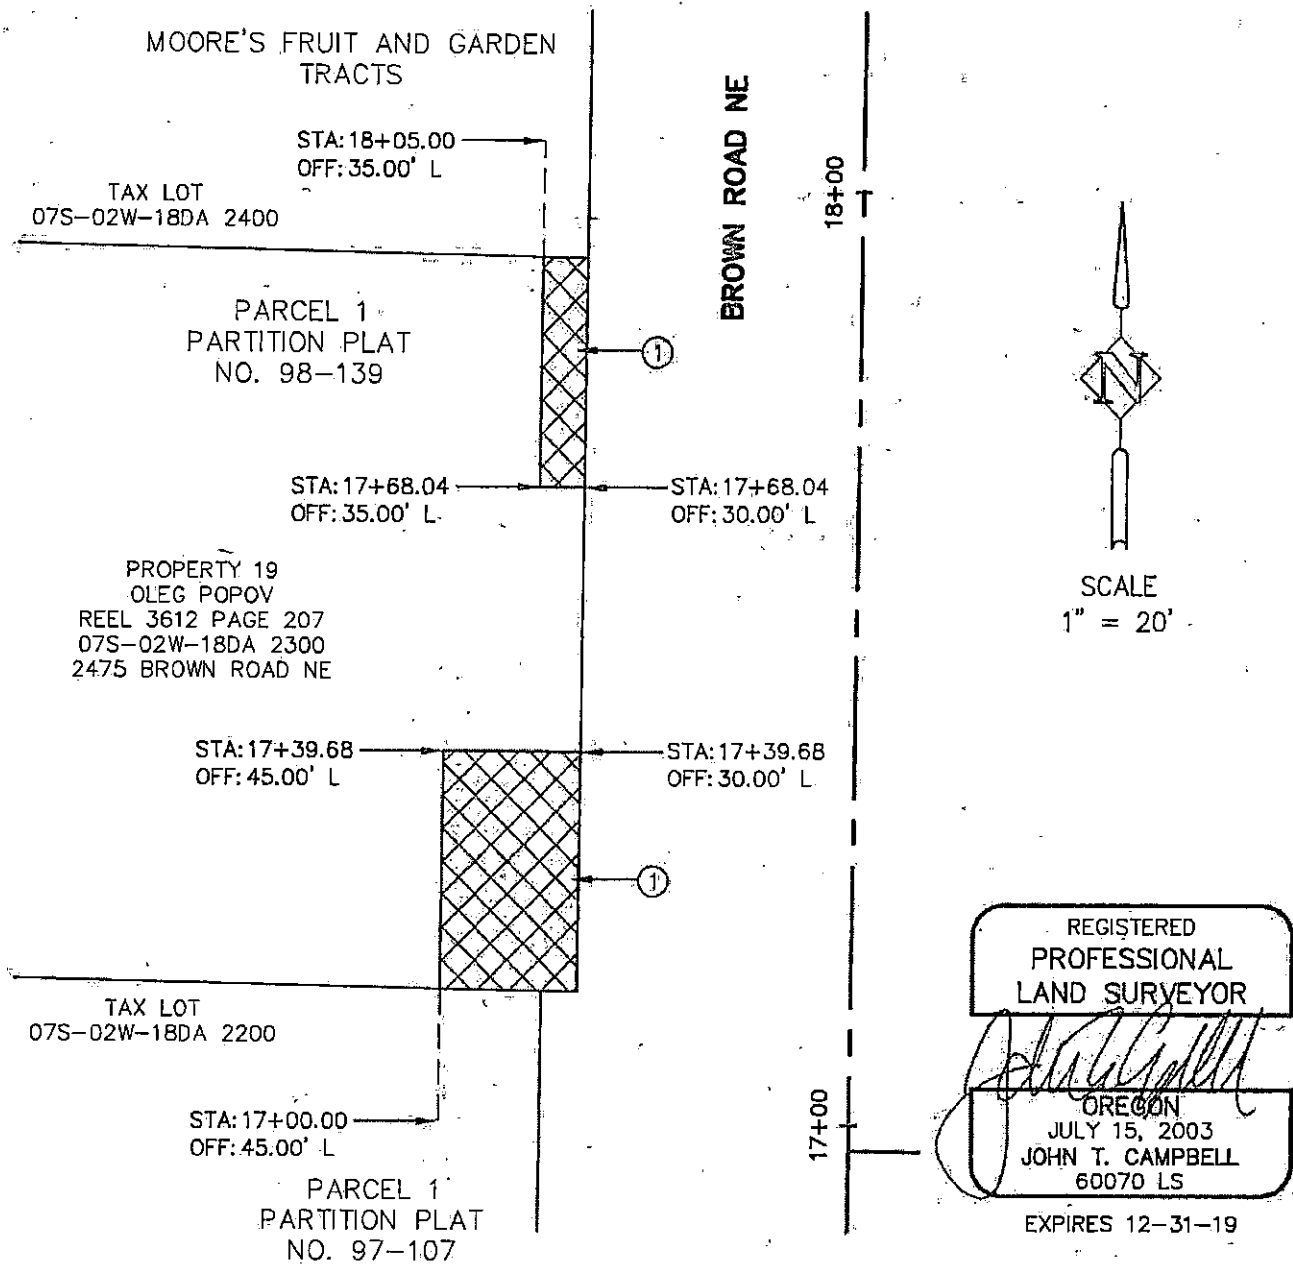 MOORE'S FRUIT AND GARDEN
TRACTS
STA: 18+05.00
OFF: 35.00' L
TAX LOT
07S-02W-18DA 2400
BROWN ROAD NE
18+00
PARCEL 1
PARTITION PLAT
NO. 98-139
1
N
STA: 17+68.04
OFF: 35.00' L
STA: 17+68.04
OFF: 30.00' L
PROPERTY 19
OLEG POPOV
REEL 3612 PAGE 207
07S-02W-18DA 2300
2475 BROWN ROAD NE
SCALE
1" = 20'
STA: 17+39.68
OFF: 45.00' L
STA: 17+39.68
OFF: 30.00' L
1
TAX LOT
07S-02W-18DA 2200
STA: 17+00.00
OFF: 45.00' L
17+00
PARCEL 1
PARTITION PLAT
NO. 97-107
REGISTERED
PROFESSIONAL
LAND SURVEYOR
OREGON
JULY 15, 2003
JOHN T. CAMPBELL
60070 LS
EXPIRES 12-31-19